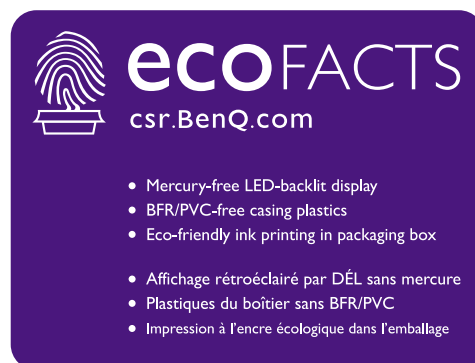 ecoFACTS
csr.BenQ.com
• Mercury-free LED-backlit display
• BFR/PVC-free casing plastics
• Eco-friendly ink printing in packaging box
• Affichage rétroéclairé par DÉL sans mercure
• Plastiques du boîtier sans BFR/PVC
• Impression à l'encre écologique dans l'emballage